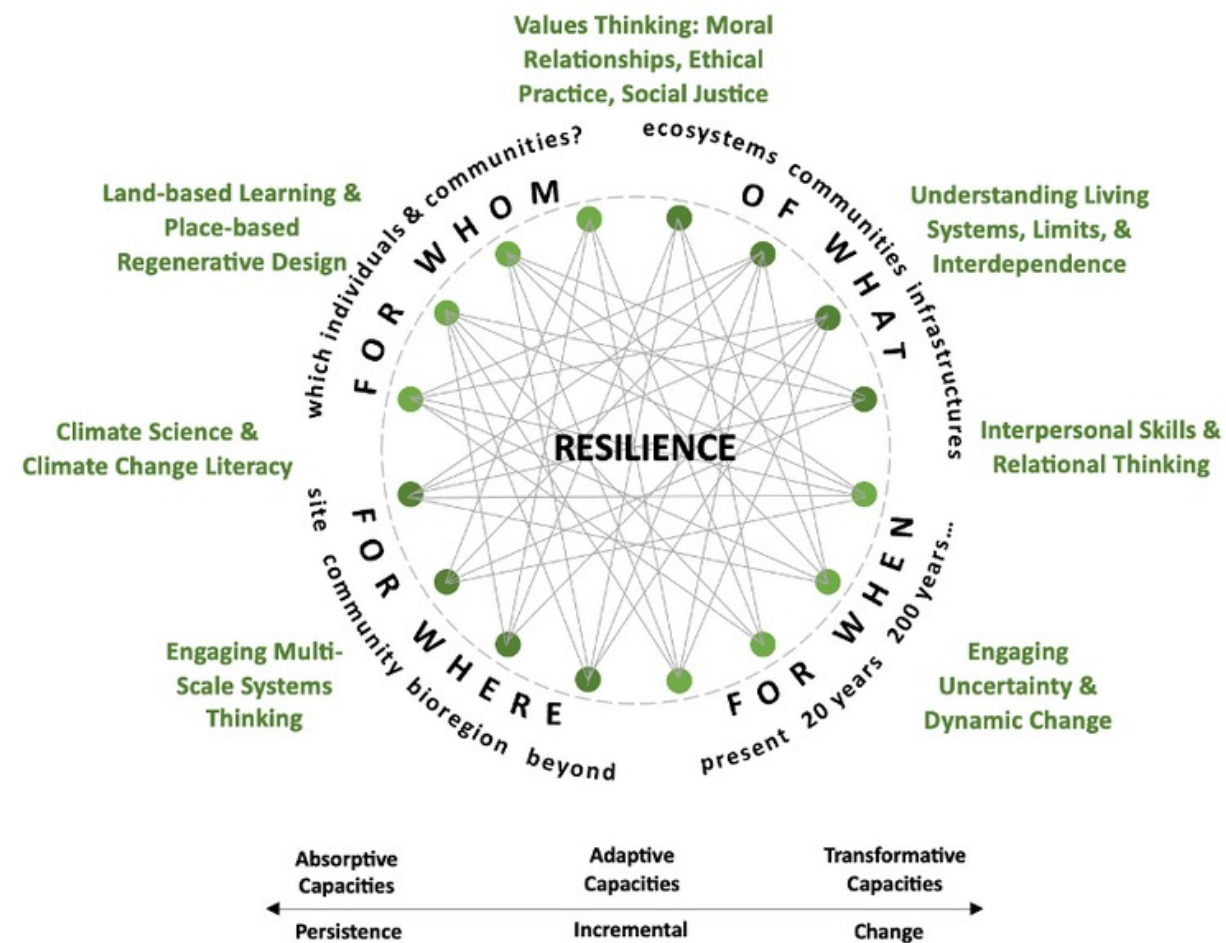 Values Thinking: Moral
Relationships, Ethical
Practice, Social Justice
which individuals & communities?
ecosystems communities infrastructures
FOR WHOM
OF WHAT
Land-based Learning &
Place-based
Regenerative Design
Understanding Living
Systems, Limits, &
Interdependence
Climate Science &
Climate Change Literacy
RESILIENCE
Interpersonal Skills &
Relational Thinking
FOR WHERE
site community bioregion beyond
FOR WHEN
present 20 years 200 years...
Engaging Multi-
Scale Systems
Thinking
Engaging
Uncertainty &
Dynamic Change
Absorptive
Capacities
Adaptive
Capacities
Transformative
Capacities
Persistence
Incremental
Change